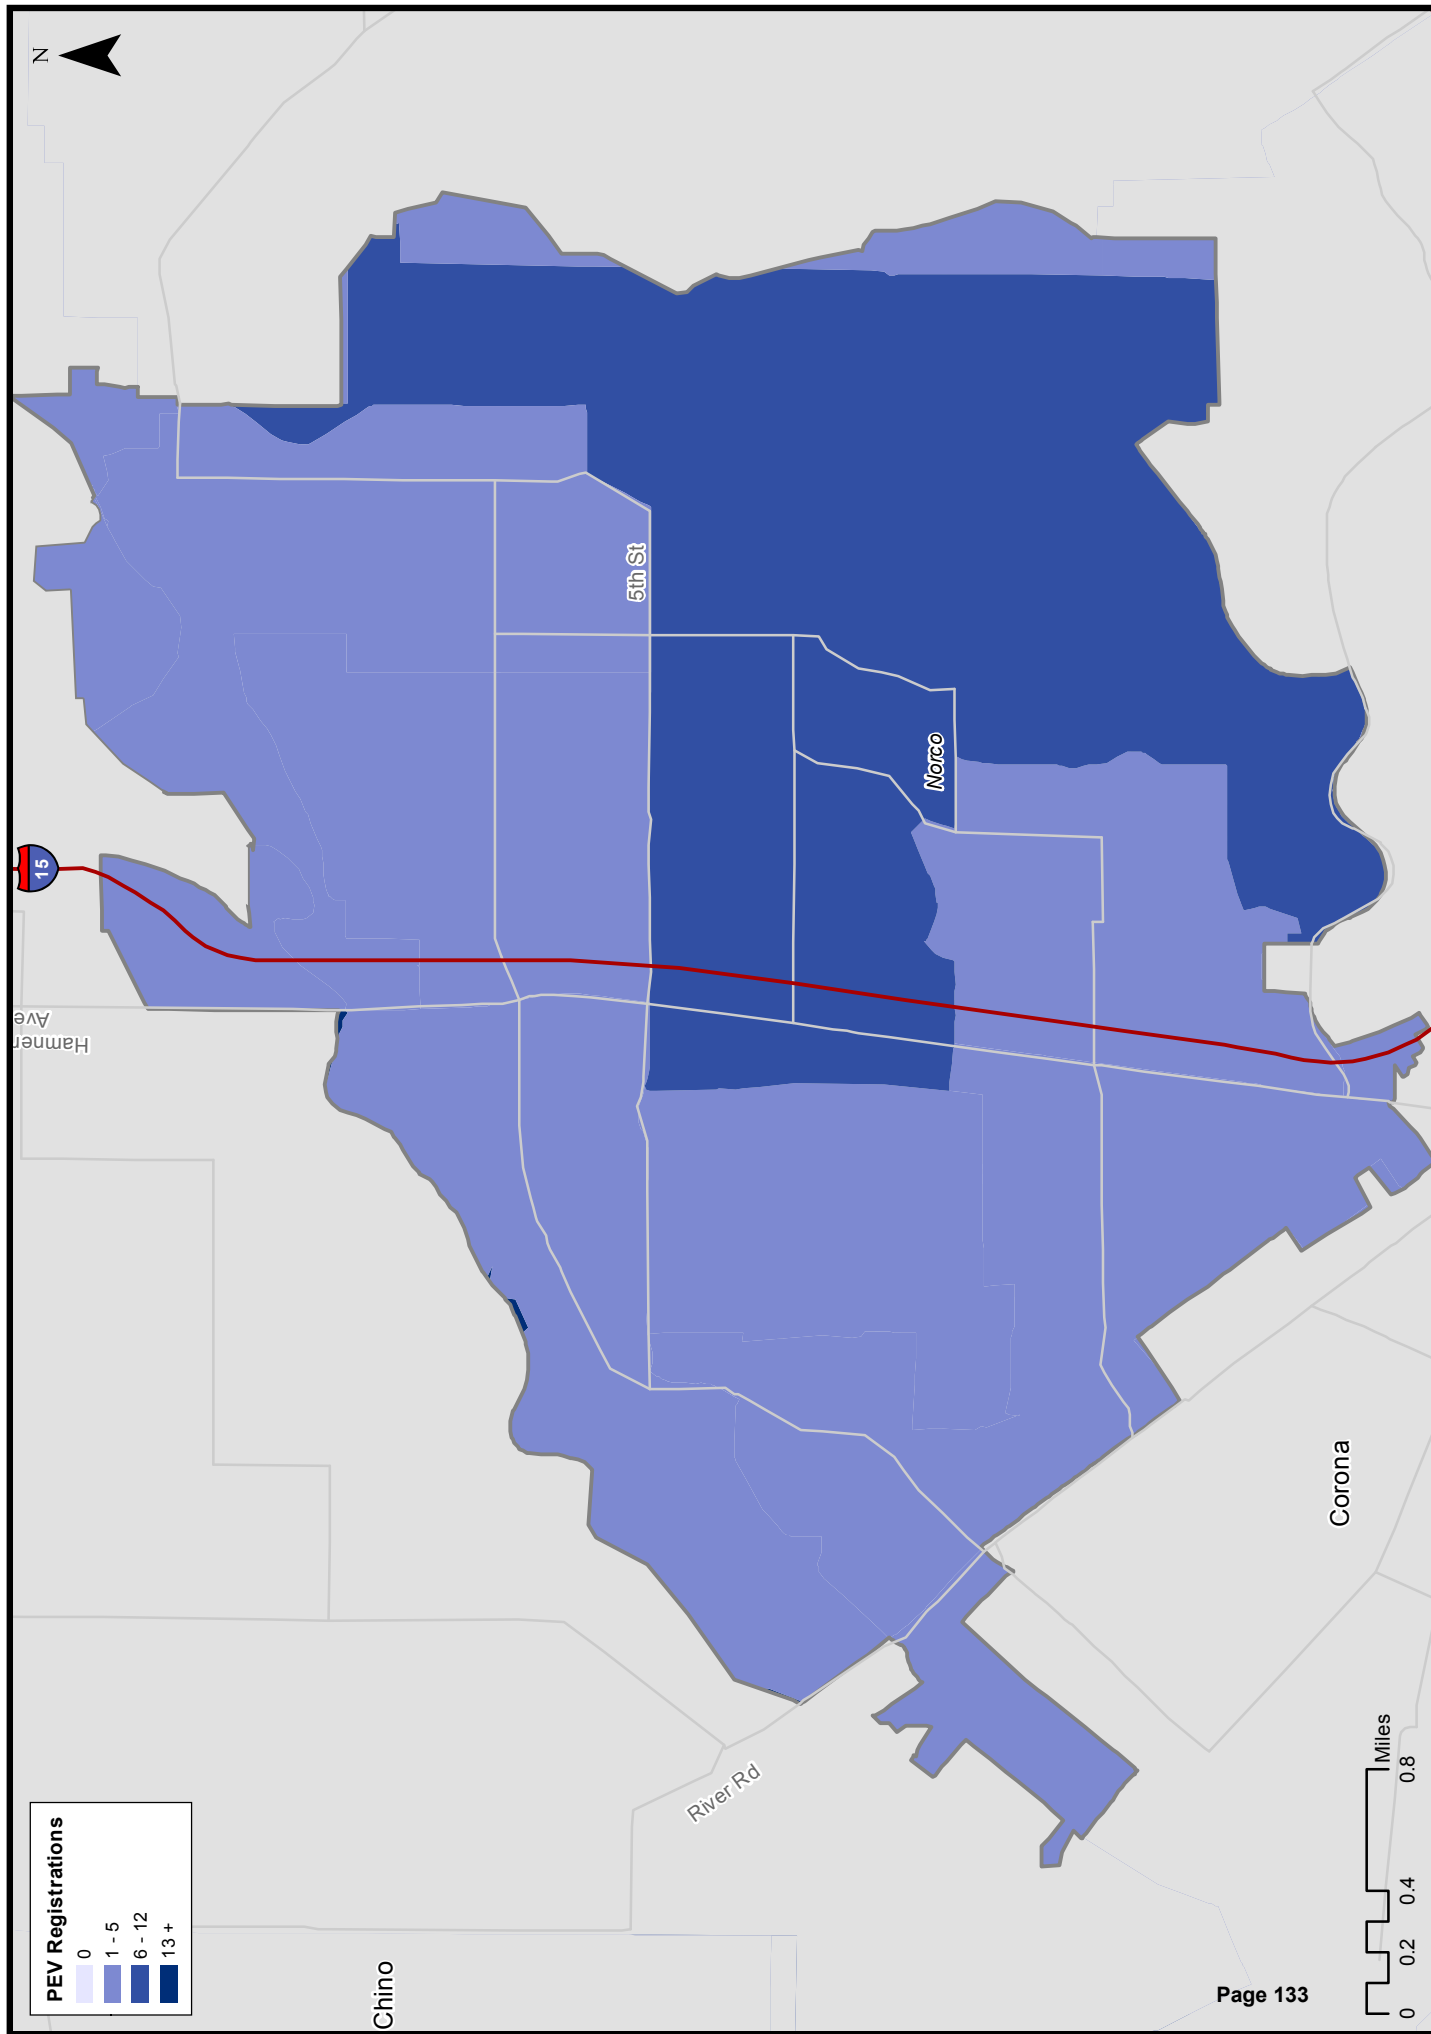 N
15
Hamner
Ave
5th St
Norco
River Rd
Corona
Chino
PEV Registrations
0
1 - 5
6 - 12
13 +
Miles
0 0.2 0.4 0.8
Page 133